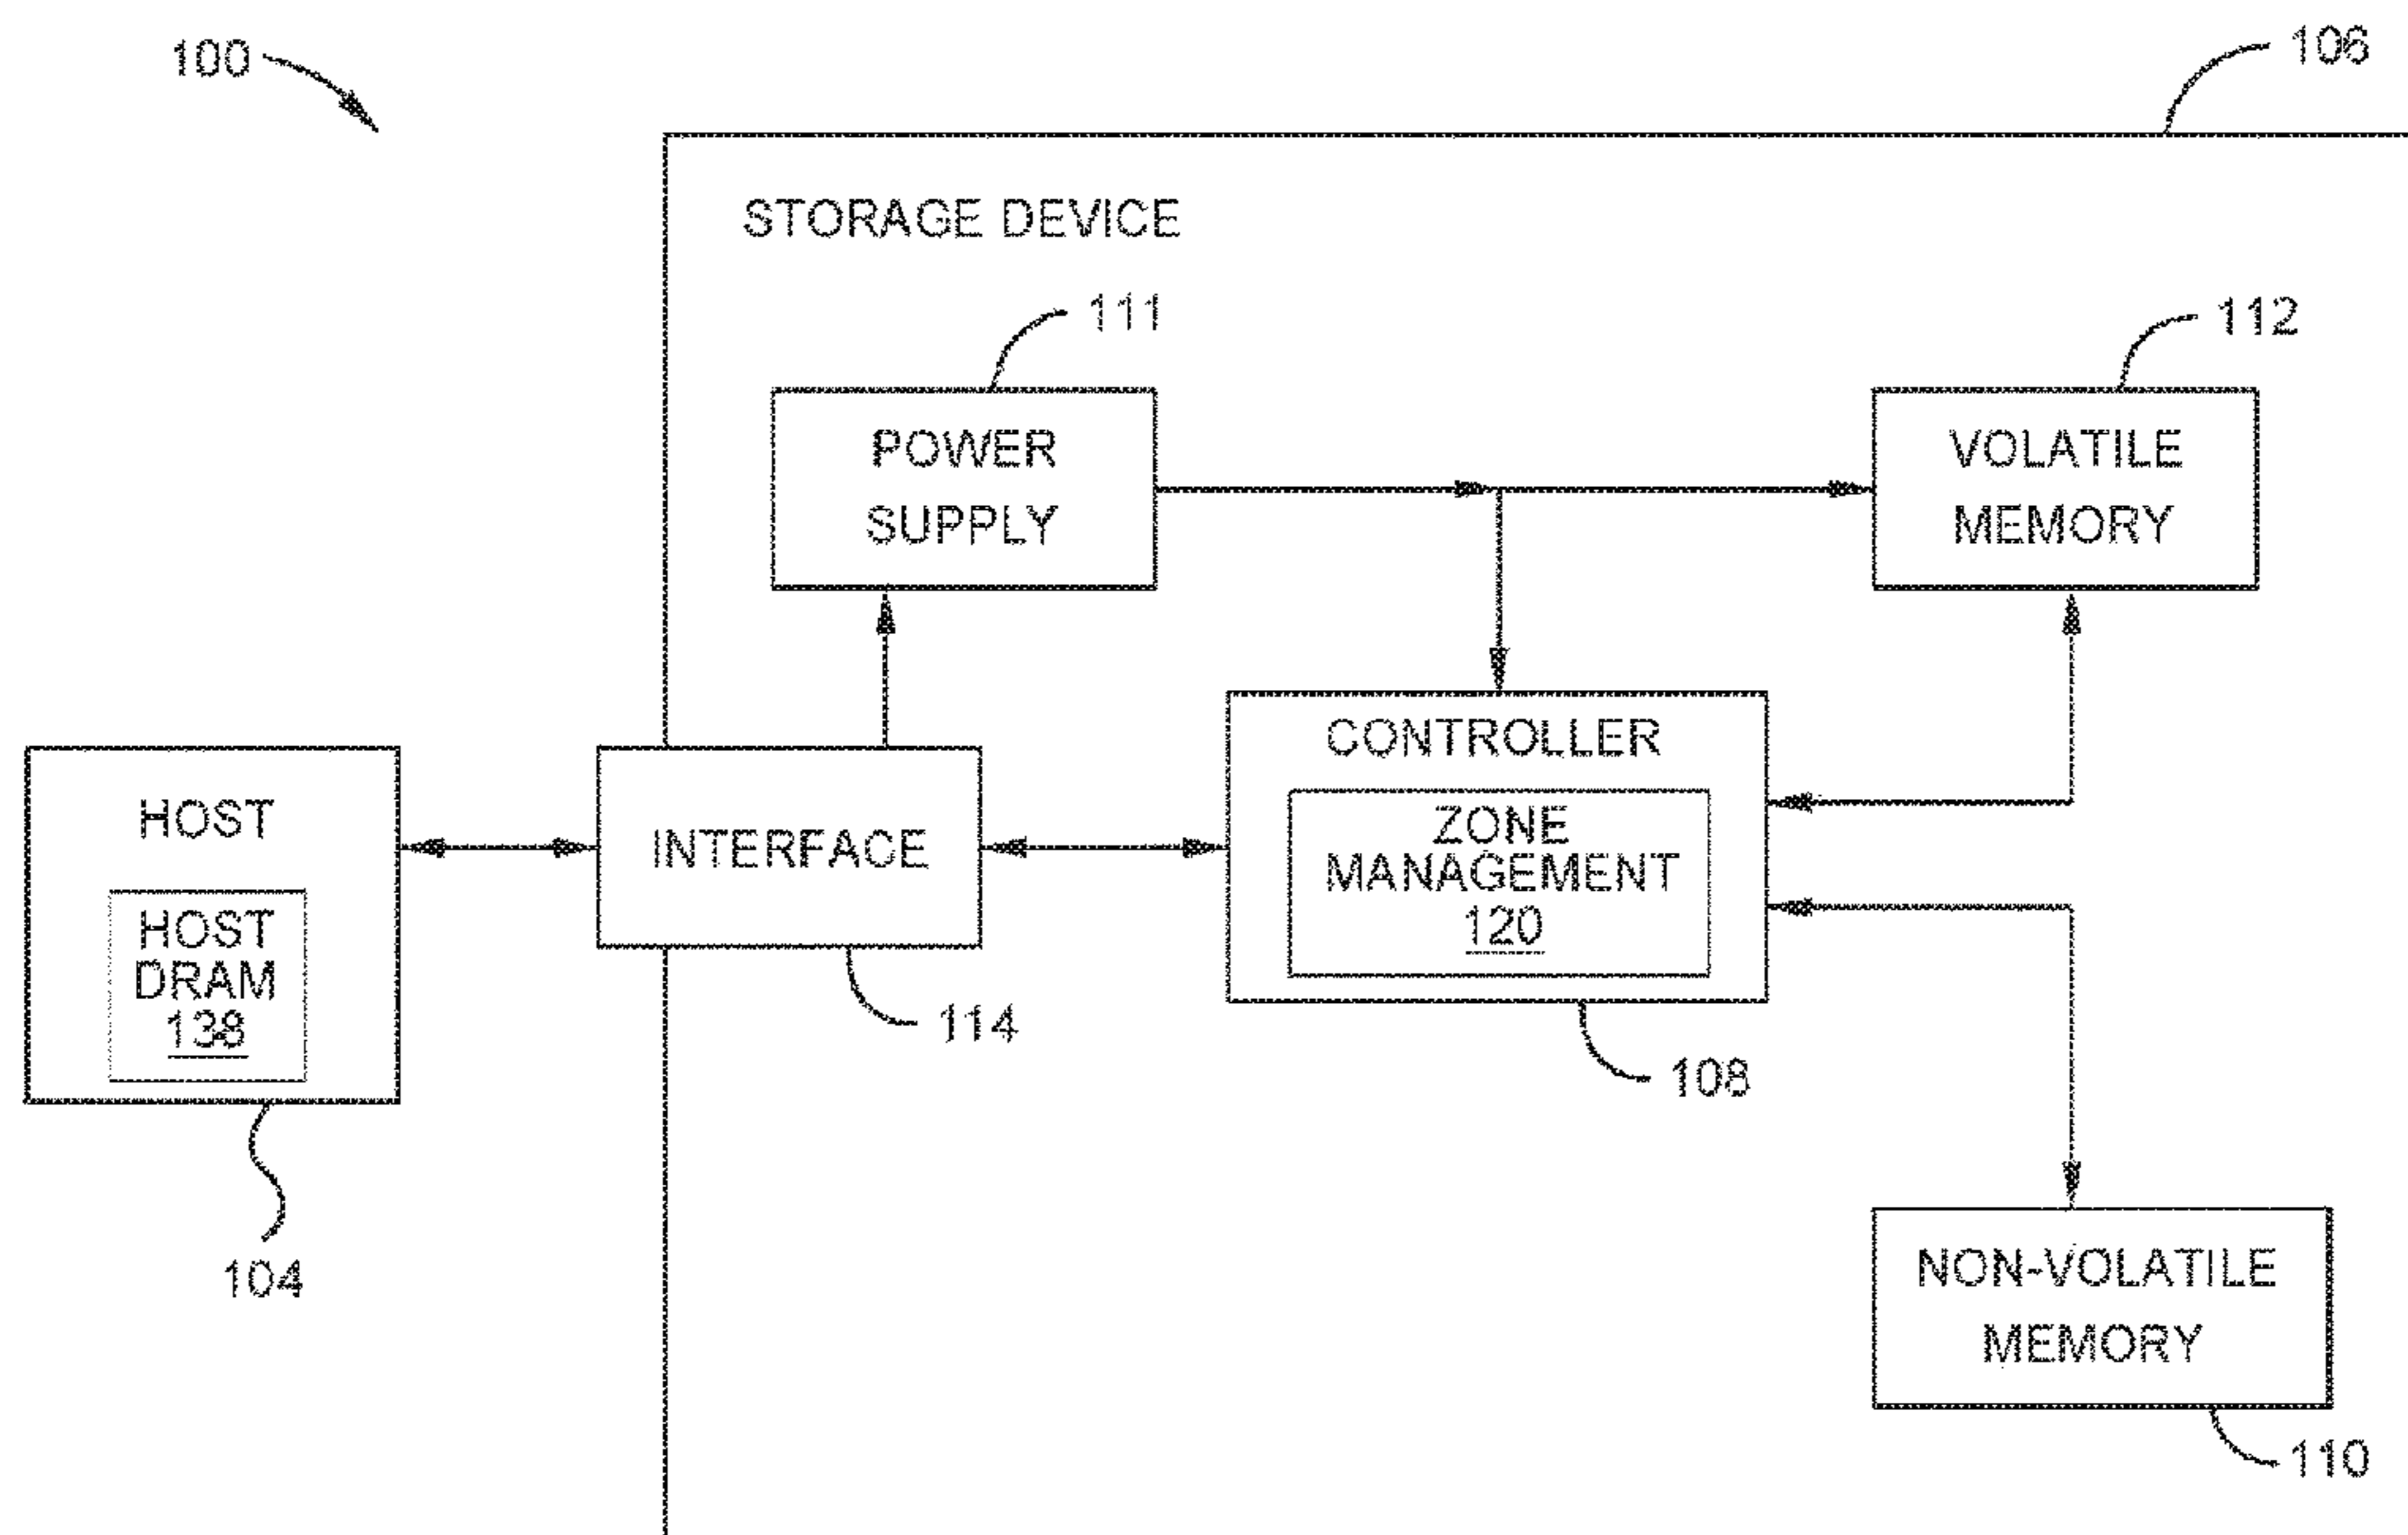 100
106
STORAGE DEVICE
111
112
POWER
SUPPLY
VOLATILE
MEMORY
CONTROLLER
ZONE
MANAGEMENT
120
HOST
HOST
DRAM
138
INTERFACE
114
108
104
NON-VOLATILE
MEMORY
110